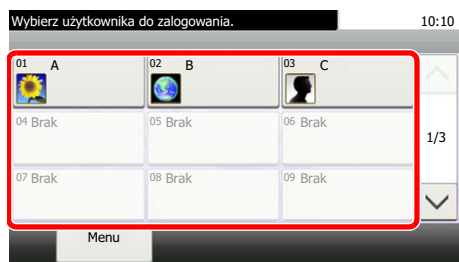 Wybierz użytkownika do zalogowania. 10:10
01 A 02 B 03 C
04 Brak 05 Brak 06 Brak
1/3
07 Brak 08 Brak 09 Brak
Menu